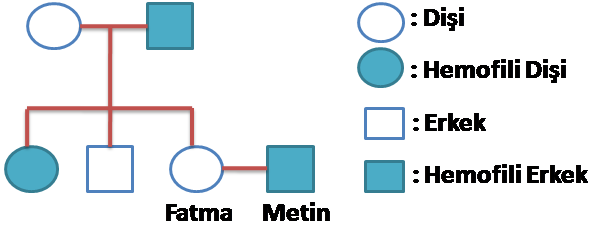 : Dişi
: Hemofili Dişi
: Erkek
: Hemofili Erkek
Fatma Metin